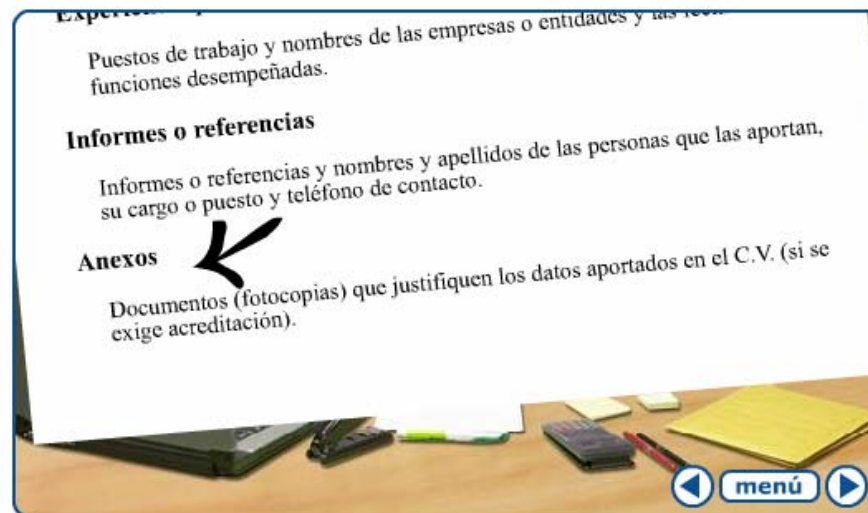 Puestos de trabajo y nombres de las empresas o entidades y las
funciones desempeñadas.
Informes o referencias
Informes o referencias y nombres y apellidos de las personas que las aportan,
su cargo o puesto y teléfono de contacto.
Anexos
Documentos (fotocopias) que justifiquen los datos aportados en el C.V. (si se
exige acreditación).
menú